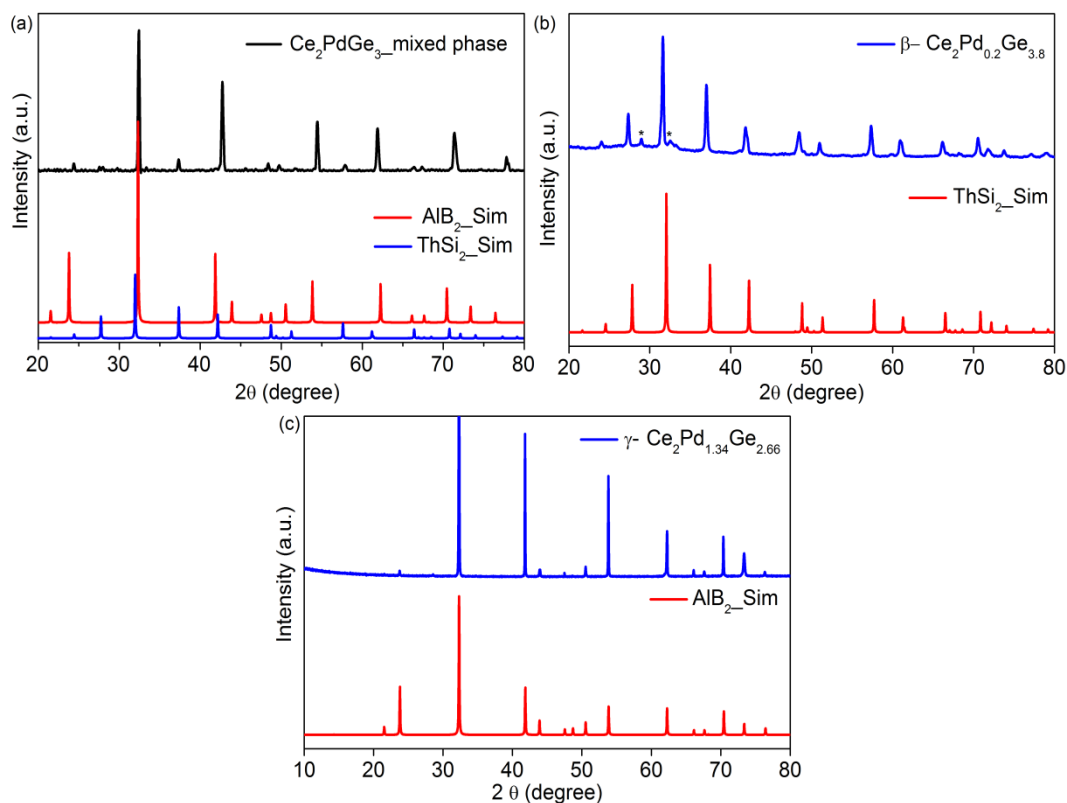 (a)
Ce₂PdGe₃_mixed phase
AlB₂_Sim
ThSi₂_Sim
Intensity (a.u.)
20 30 40 50 60 70 80
2θ (degree)
(b)
β– Ce₂Pd₀.₂Ge₃.₈
* *
ThSi₂_Sim
Intensity (a.u.)
20 30 40 50 60 70 80
2θ (degree)
(c)
γ- Ce₂Pd₁.₃₄Ge₂.₆₆
AlB₂_Sim
Intensity (a.u.)
10 20 30 40 50 60 70 80
2 θ (degree)